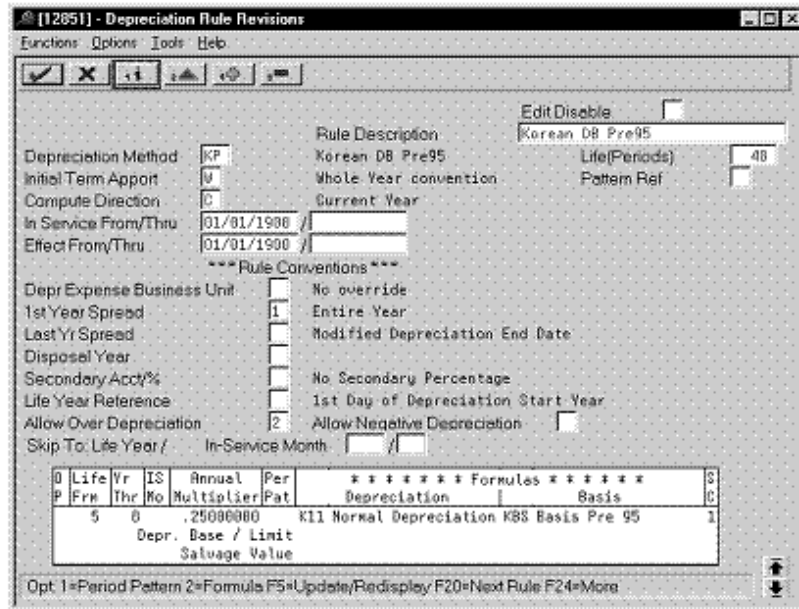 [12851] - Depreciation Rule Revisions
Functions Options Tools Help
Edit Disable
Rule Description Korean DB Pre95
Depreciation Method KP Korean DB Pre95 Life(Periods) 48
Initial Term Apport W Whole Year convention Pattern Ref
Compute Direction C Current Year
In Service From/Thru 01/01/1900 /
Effect From/Thru 01/01/1900 /
*** Rule Conventions ***
Depr Expense Business Unit No override
1st Year Spread 1 Entire Year
Last Yr Spread Modified Depreciation End Date
Disposal Year
Secondary Acct/% No Secondary Percentage
Life Year Reference 1st Day of Depreciation Start Year
Allow Over Depreciation 2 Allow Negative Depreciation
Skip To: Life Year / In-Service Month /
O Life Yr IS Annual Per * * * * * * * Formulas * * * * * * S
P Frm Thr Mo Multiplier Pat Depreciation | Basis C
5 0 .25000000 K11 Normal Depreciation KBS Basis Pre 95 1
Depr. Base / Limit
Salvage Value
Opt: 1=Period Pattern 2=Formula F5=Update/Redisplay F20=Next Rule F24=More